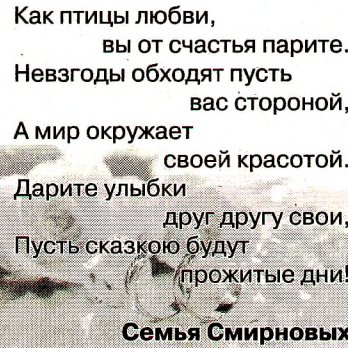 Как птицы любви,
вы от счастья парите.
Невзгоды обходят пусть
вас стороной,
А мир окружает
своей красотой.
Дарите улыбки
друг другу свои,
Пусть сказкою будут
прожитые дни!
Семья Смирновых